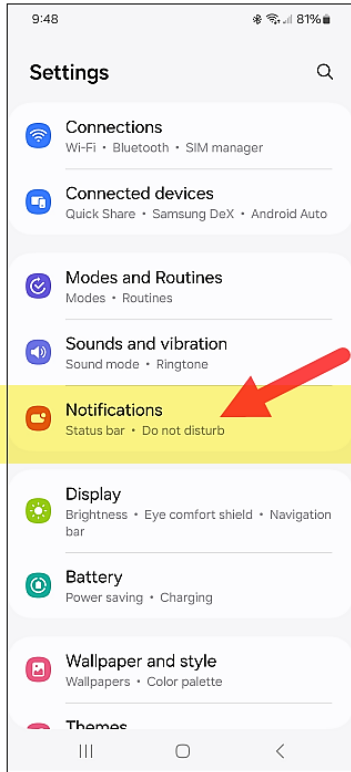 9:48 81%
Settings
Connections
Wi-Fi • Bluetooth • SIM manager
Connected devices
Quick Share • Samsung DeX • Android Auto
Modes and Routines
Modes • Routines
Sounds and vibration
Sound mode • Ringtone
Notifications
Status bar • Do not disturb
Display
Brightness • Eye comfort shield • Navigation
bar
Battery
Power saving • Charging
Wallpaper and style
Wallpapers • Color palette
Themes